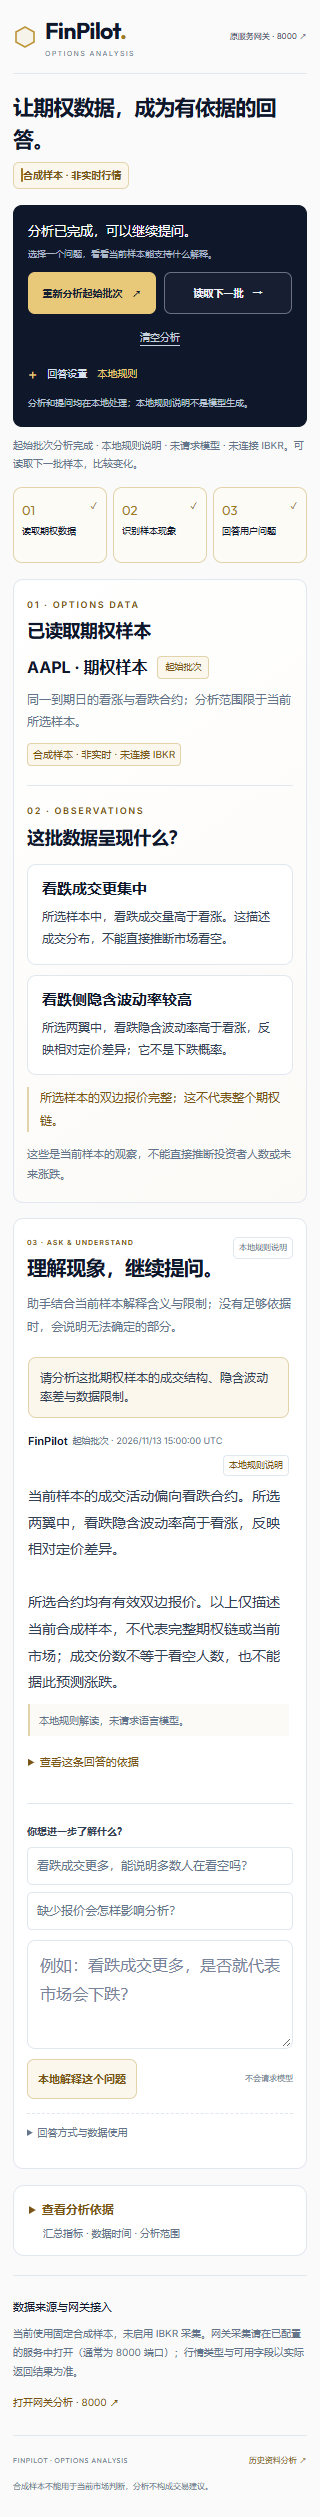 FinPilot.
OPTIONS ANALYSIS
原服务网关 · 8000 ↗
让期权数据，成为有依据的回
答。
合成样本 · 非实时行情
分析已完成，可以继续提问。
选择一个问题，看看当前样本能支持什么解释。
重新分析起始批次 ↗
读取下一批 →
清空分析
+ 回答设置 本地规则
分析和提问均在本地处理；本地规则说明不是模型生成。
起始批次分析完成 · 本地规则说明 · 未请求模型 · 未连接 IBKR。可
读取下一批样本，比较变化。
01 ✓
读取期权数据
02 ✓
识别样本现象
03 ✓
回答用户问题
01 · OPTIONS DATA
已读取期权样本
AAPL · 期权样本 起始批次
同一到期日的看涨与看跌合约；分析范围限于当前
所选样本。
合成样本 · 非实时 · 未连接 IBKR
02 · OBSERVATIONS
这批数据呈现什么？
看跌成交更集中
所选样本中，看跌成交量高于看涨。这描述
成交分布，不能直接推断市场看空。
看跌侧隐含波动率较高
所选两翼中，看跌隐含波动率高于看涨，反
映相对定价差异；它不是下跌概率。
所选样本的双边报价完整；这不代表整个期权
链。
这些是当前样本的观察，不能直接推断投资者人数或未
来涨跌。
03 · ASK & UNDERSTAND
本地规则说明
理解现象，继续提问。
助手结合当前样本解释含义与限制；没有足够依据
时，会说明无法确定的部分。
请分析这批期权样本的成交结构、隐含波动
率差与数据限制。
FinPilot 起始批次 · 2026/11/13 15:00:00 UTC
本地规则说明
当前样本的成交活动偏向看跌合约。所选
两翼中，看跌隐含波动率高于看涨，反映
相对定价差异。
所选合约均有有效双边报价。以上仅描述
当前合成样本，不代表完整期权链或当前
市场；成交份数不等于看空人数，也不能
据此预测涨跌。
本地规则解读，未请求语言模型。
▶ 查看这条回答的依据
你想进一步了解什么？
看跌成交更多，能说明多数人在看空吗？
缺少报价会怎样影响分析？
例如：看跌成交更多，是否就代表
市场会下跌？
本地解释这个问题
不会请求模型
▶ 回答方式与数据使用
▶ 查看分析依据
汇总指标 · 数据时间 · 分析范围
数据来源与网关接入
当前使用固定合成样本，未启用 IBKR 采集。网关采集请在已配置
的服务中打开（通常为 8000 端口）；行情类型与可用字段以实际
返回结果为准。
打开网关分析 · 8000 ↗
FINPILOT · OPTIONS ANALYSIS
历史资料分析 ↗
合成样本不能用于当前市场判断，分析不构成交易建议。